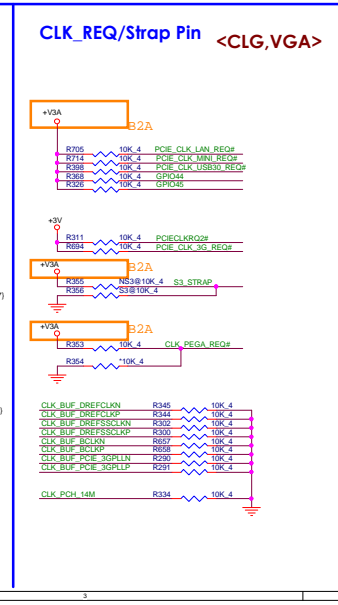 CLK_REQ/Strap Pin <CLG,VGA>
+V3A
B2A
R705 10K_4 PCIE_CLK_LAN_REQ#
R714 10K_4 PCIE_CLK_MINI_REQ#
R398 10K_4 PCIE_CLK_USB30_REQ#
R368 10K_4 GPIO44
R326 10K_4 GPIO45
+3V
R311 10K_4 PCIECLKRQ2#
R694 10K_4 PCIE_CLK_3G_REQ#
+V3A
B2A
R355 NS3@10K_4 S3_STRAP
R356 S3@10K_4
+V3A
B2A
R353 10K_4 CLK_PEGA_REQ#
R354 *10K_4
CLK_BUF_DREFCLKN R345 10K_4
CLK_BUF_DREFCLKP R344 10K_4
CLK_BUF_DREFSSCLKN R302 10K_4
CLK_BUF_DREFSSCLKP R300 10K_4
CLK_BUF_BCLKN R657 10K_4
CLK_BUF_BCLKP R658 10K_4
CLK_BUF_PCIE_3GPLLN R290 10K_4
CLK_BUF_PCIE_3GPLLP R291 10K_4
CLK_PCH_14M R334 10K_4
3